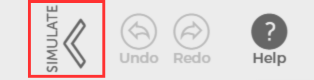 SIMULATE
Undo
Redo
?
Help